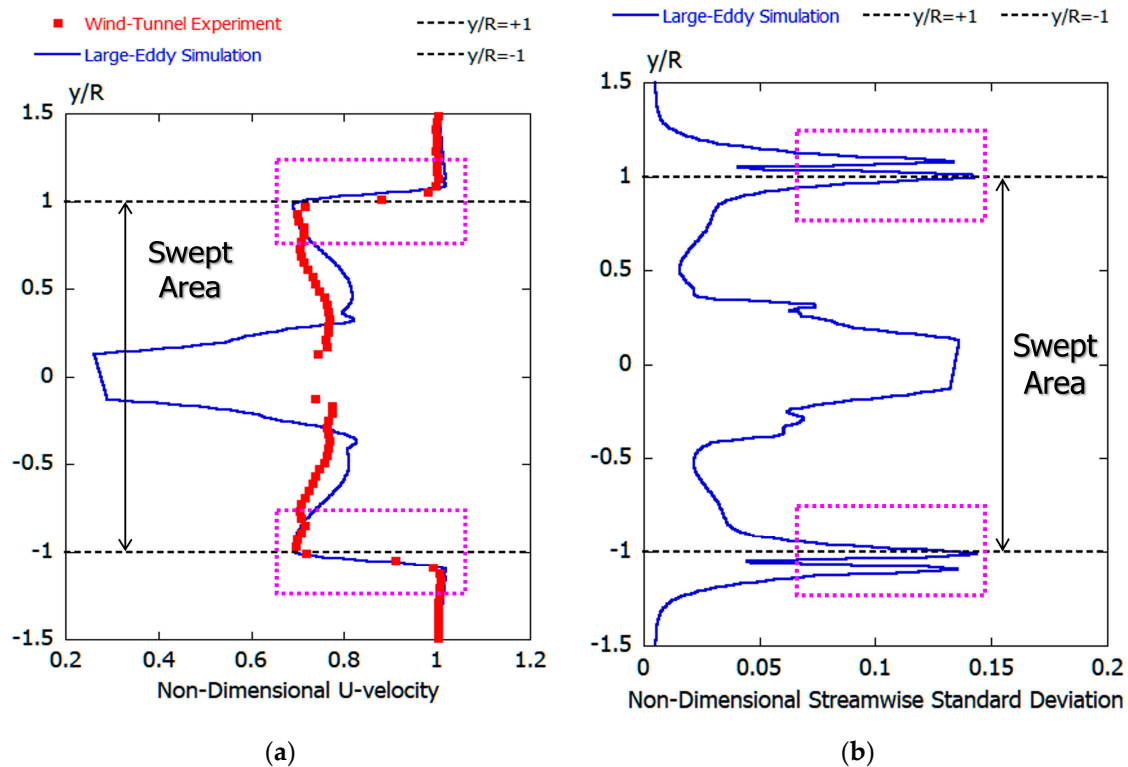 Wind-Tunnel Experiment
y/R=+1
Large-Eddy Simulation
y/R=-1
y/R
1.5
1
0.5
0
-0.5
-1
-1.5
Swept
Area
0.2
0.4
0.6
0.8
1
1.2
Non-Dimensional U-velocity
(a)
Large-Eddy Simulation
y/R=+1
y/R=-1
y/R
1.5
1
0.5
0
-0.5
-1
-1.5
Swept
Area
0
0.05
0.1
0.15
0.2
Non-Dimensional Streamwise Standard Deviation
(b)